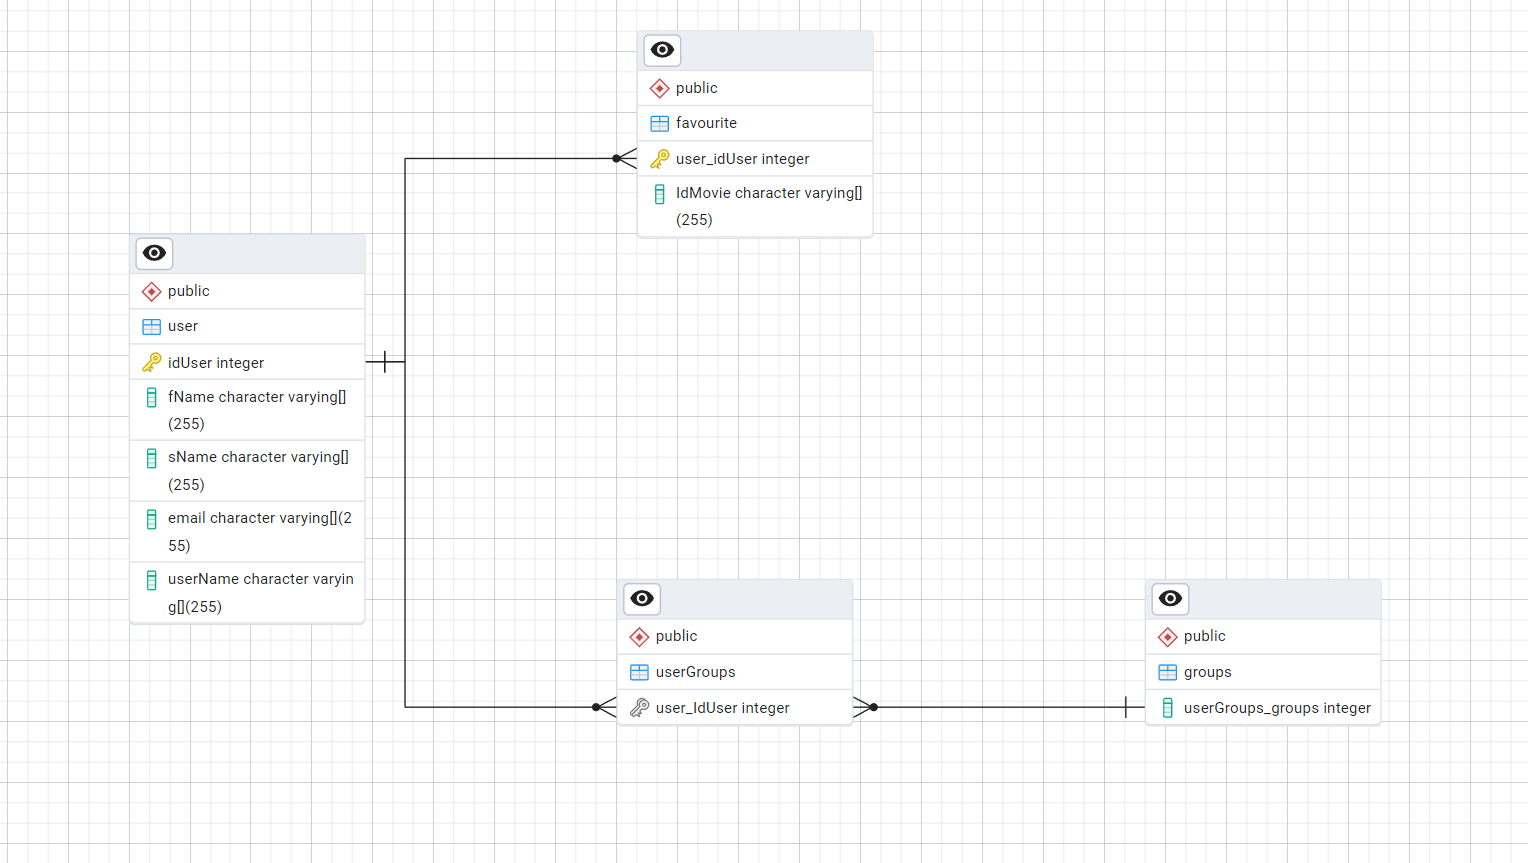 public
favourite
user_idUser integer
IdMovie character varying[]
(255)
public
user
idUser integer
fName character varying[]
(255)
sName character varying[]
(255)
email character varying[](2
55)
userName character varyin
g[](255)
public
userGroups
user_IdUser integer
public
groups
userGroups_groups integer